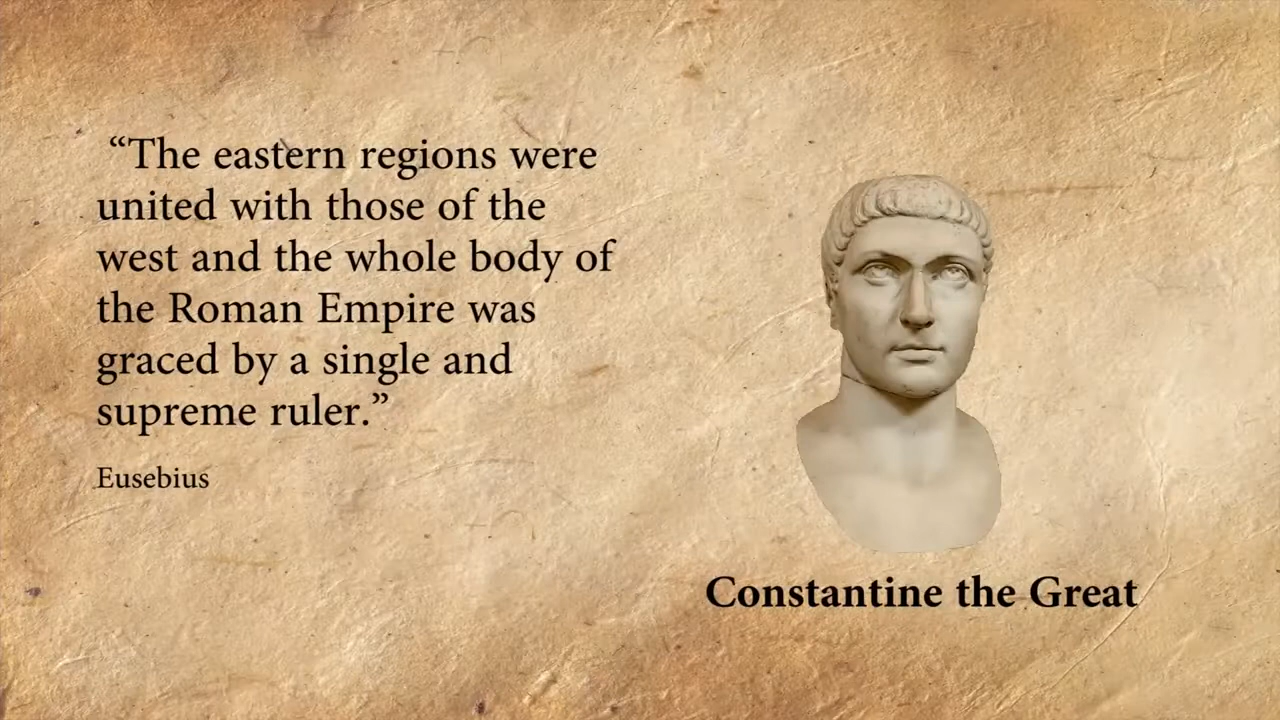 “The eastern regions were
united with those of the
west and the whole body of
the Roman Empire was
graced by a single and
supreme ruler.”
Eusebius
Constantine the Great